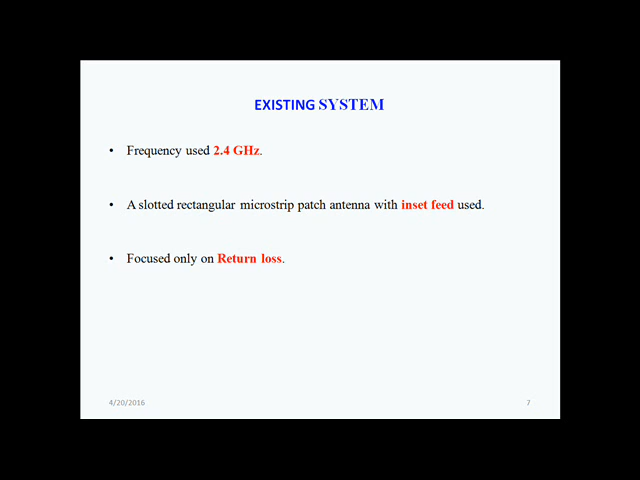 EXISTING SYSTEM
• Frequency used 2.4 GHz.
• A slotted rectangular microstrip patch antenna with inset feed used.
• Focused only on Return loss.
4/20/2016 7